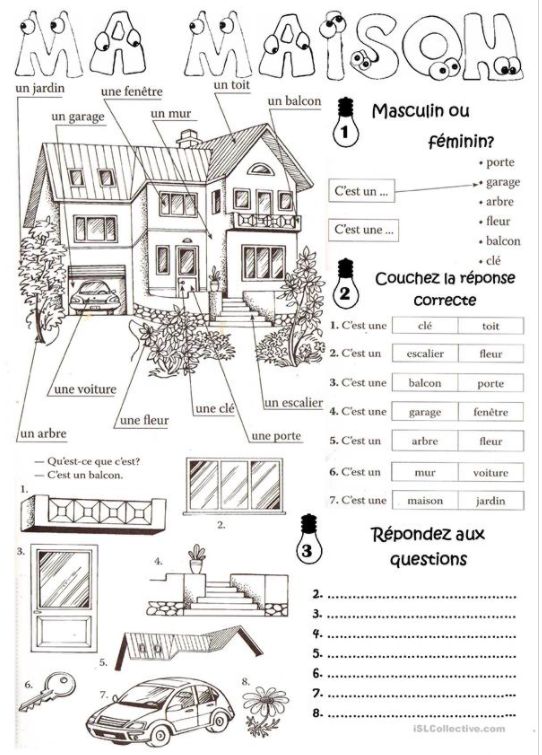 MA MAISON
un jardin
une fenêtre
un toit
un garage
un mur
un balcon
une voiture
une fleur
une clé
un escalier
un arbre
une porte
1
Masculin ou
féminin?
C'est un ...
C'est une ...
• porte
• garage
• arbre
• fleur
• balcon
• clé
2
Couchez la réponse
correcte
1. C'est une clé toit
2. C'est un escalier fleur
3. C'est une balcon porte
4. C'est une garage fenêtre
5. C'est un arbre fleur
6. C'est un mur voiture
7. C'est une maison jardin
— Qu'est-ce que c'est?
— C'est un balcon.
1.
2.
3.
4.
5.
6.
7.
8.
3
Répondez aux
questions
2. ................................................
3. ................................................
4. ................................................
5. ................................................
6. ................................................
7. ................................................
8. ................................................
iSLCollective.com